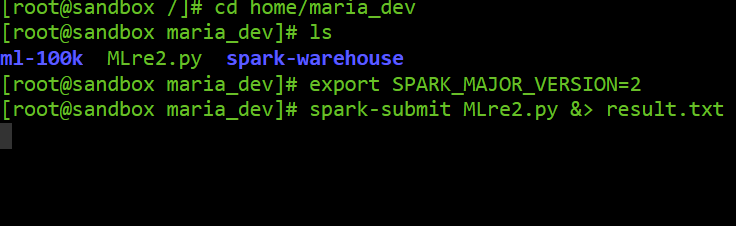 [root@sandbox /]# cd home/maria_dev
[root@sandbox maria_dev]# ls
ml-100k  MLre2.py  spark-warehouse
[root@sandbox maria_dev]# export SPARK_MAJOR_VERSION=2
[root@sandbox maria_dev]# spark-submit MLre2.py &> result.txt